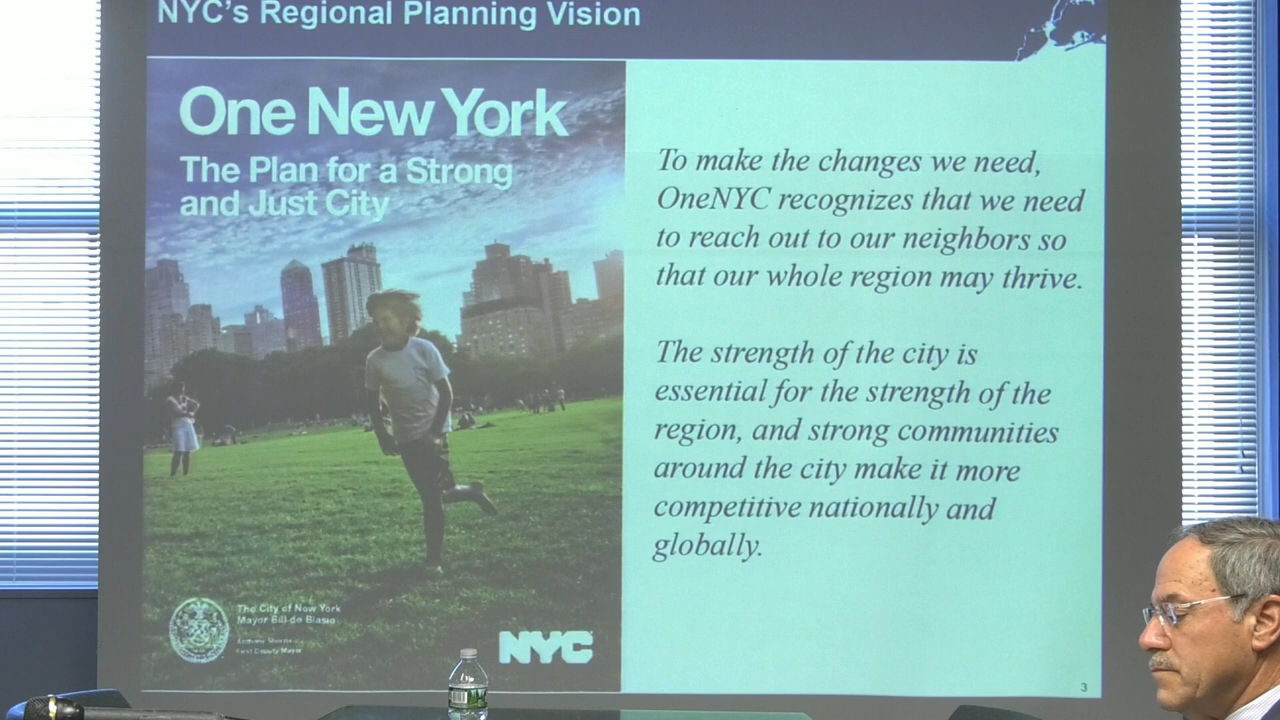 NYC's Regional Planning Vision
One New York
The Plan for a Strong
and Just City
To make the changes we need,
OneNYC recognizes that we need
to reach out to our neighbors so
that our whole region may thrive.
The strength of the city is
essential for the strength of the
region, and strong communities
around the city make it more
competitive nationally and
globally.
The City of New York
Mayor Bill de Blasio
First Deputy Mayor
NYC
3